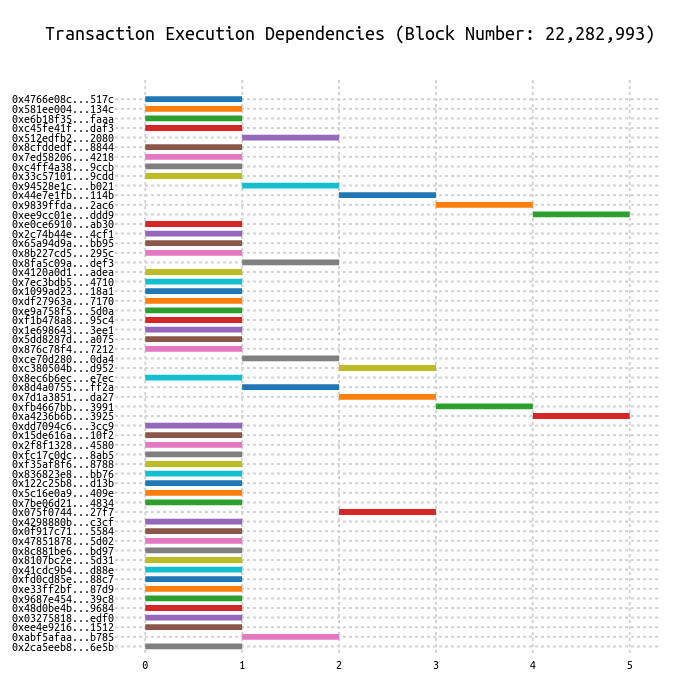 Transaction Execution Dependencies (Block Number: 22,282,993)
0x4766e08c...517c
0x581ee004...134c
0xe6b18f35...faaa
0xc45fe41f...daf3
0x512edfb2...2080
0x8cfddedf...8844
0x7ed58206...4218
0xc4ff4a38...9ccb
0x33c57101...9cdd
0x94528e1c...b021
0x44e7e1fb...114b
0x9839ffda...2ac6
0xee9cc01e...ddd9
0xe0ce6910...ab30
0x2c74b44e...4cf1
0x65a94d9a...bb95
0x8b227cd5...295c
0x8fa5c09a...def3
0x4120a0d1...adea
0x7ec3bdb5...4710
0x1099ad23...18a1
0xdf27963a...7170
0xe9a758f5...5d0a
0xf1b478a8...95c4
0x1e698643...3ee1
0x5dd8287d...a075
0x876c78f4...7212
0xce70d280...0da4
0xc380504b...d952
0x8ec6b6ec...e7ec
0x8d4a0755...ff2a
0x7d1a3851...da27
0xfb4667bb...3991
0xa4236b6b...3925
0xdd7094c6...3cc9
0x15de616a...10f2
0x2f8f1328...4580
0xfc17c0dc...8ab5
0xf35af8f6...8788
0x836823e8...bb76
0x122c25b8...d13b
0x5c16e0a9...409e
0x7be06d21...4834
0x075f0744...27f7
0x4298880b...c3cf
0x0f917c71...5584
0x47851878...5d02
0x8c881be6...bd97
0x8107bc2e...5d31
0x41cdc9b4...d88e
0xfd0cd85e...88c7
0xe33ff2bf...87d9
0x9687e454...39c8
0x48d0be4b...9684
0x03275818...edf0
0xee4e9216...1512
0xabf5afaa...b785
0x2ca5eeb8...6e5b
0 1 2 3 4 5